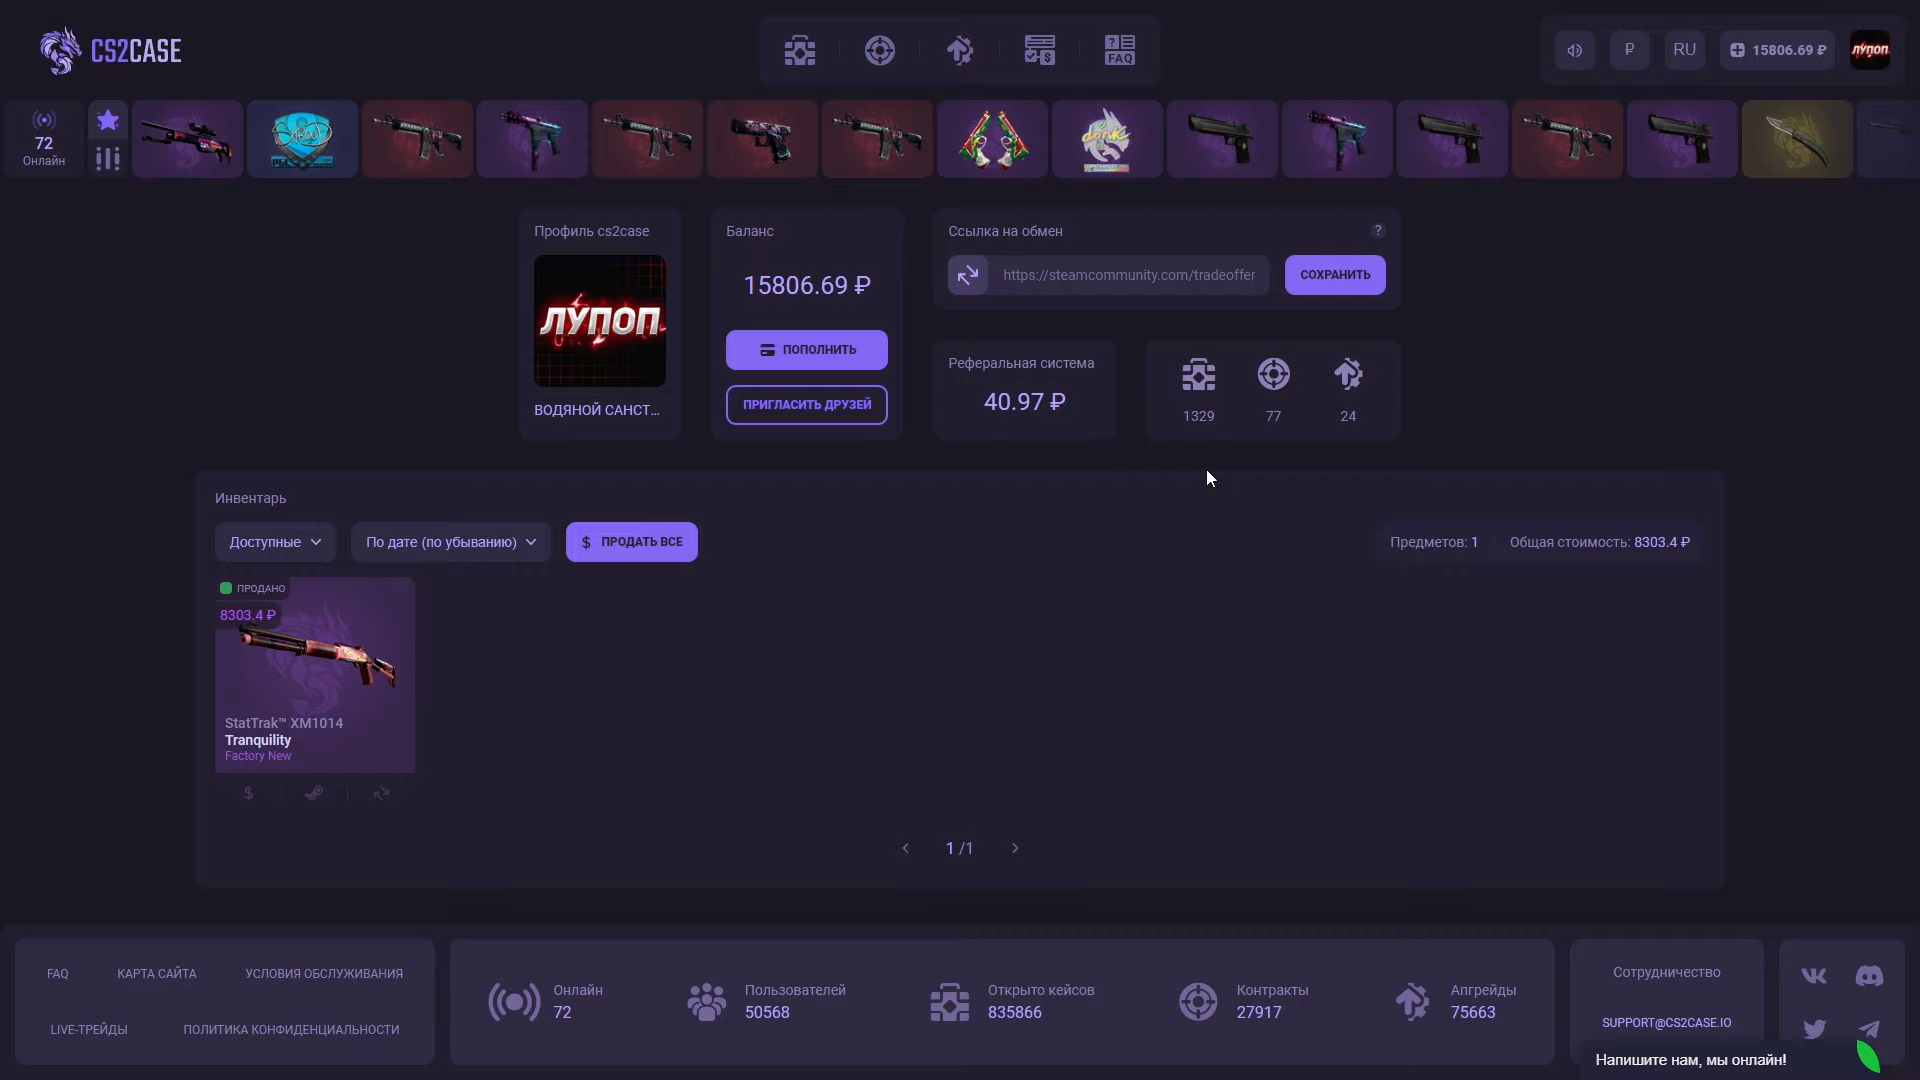 CS2CASE
FAQ
₽
RU
15806.69 ₽
ЛУПОП
72
Онлайн
Профиль cs2case
ЛУПОП
ВОДЯНОЙ САНСТ...
Баланс
15806.69 ₽
ПОПОЛНИТЬ
ПРИГЛАСИТЬ ДРУЗЕЙ
Ссылка на обмен
?
https://steamcommunity.com/tradeoffer
СОХРАНИТЬ
Реферальная система
40.97 ₽
1329
77
24
Инвентарь
Доступные
По дате (по убыванию)
$ ПРОДАТЬ ВСЕ
Предметов: 1
Общая стоимость: 8303.4 ₽
ПРОДАНО
8303.4 ₽
StatTrak™ XM1014
Tranquility
Factory New
$
1 /1
FAQ
КАРТА САЙТА
УСЛОВИЯ ОБСЛУЖИВАНИЯ
LIVE-ТРЕЙДЫ
ПОЛИТИКА КОНФИДЕНЦИАЛЬНОСТИ
Онлайн
72
Пользователей
50568
Открыто кейсов
835866
Контракты
27917
Апгрейды
75663
Сотрудничество
SUPPORT@CS2CASE.IO
Напишите нам, мы онлайн!